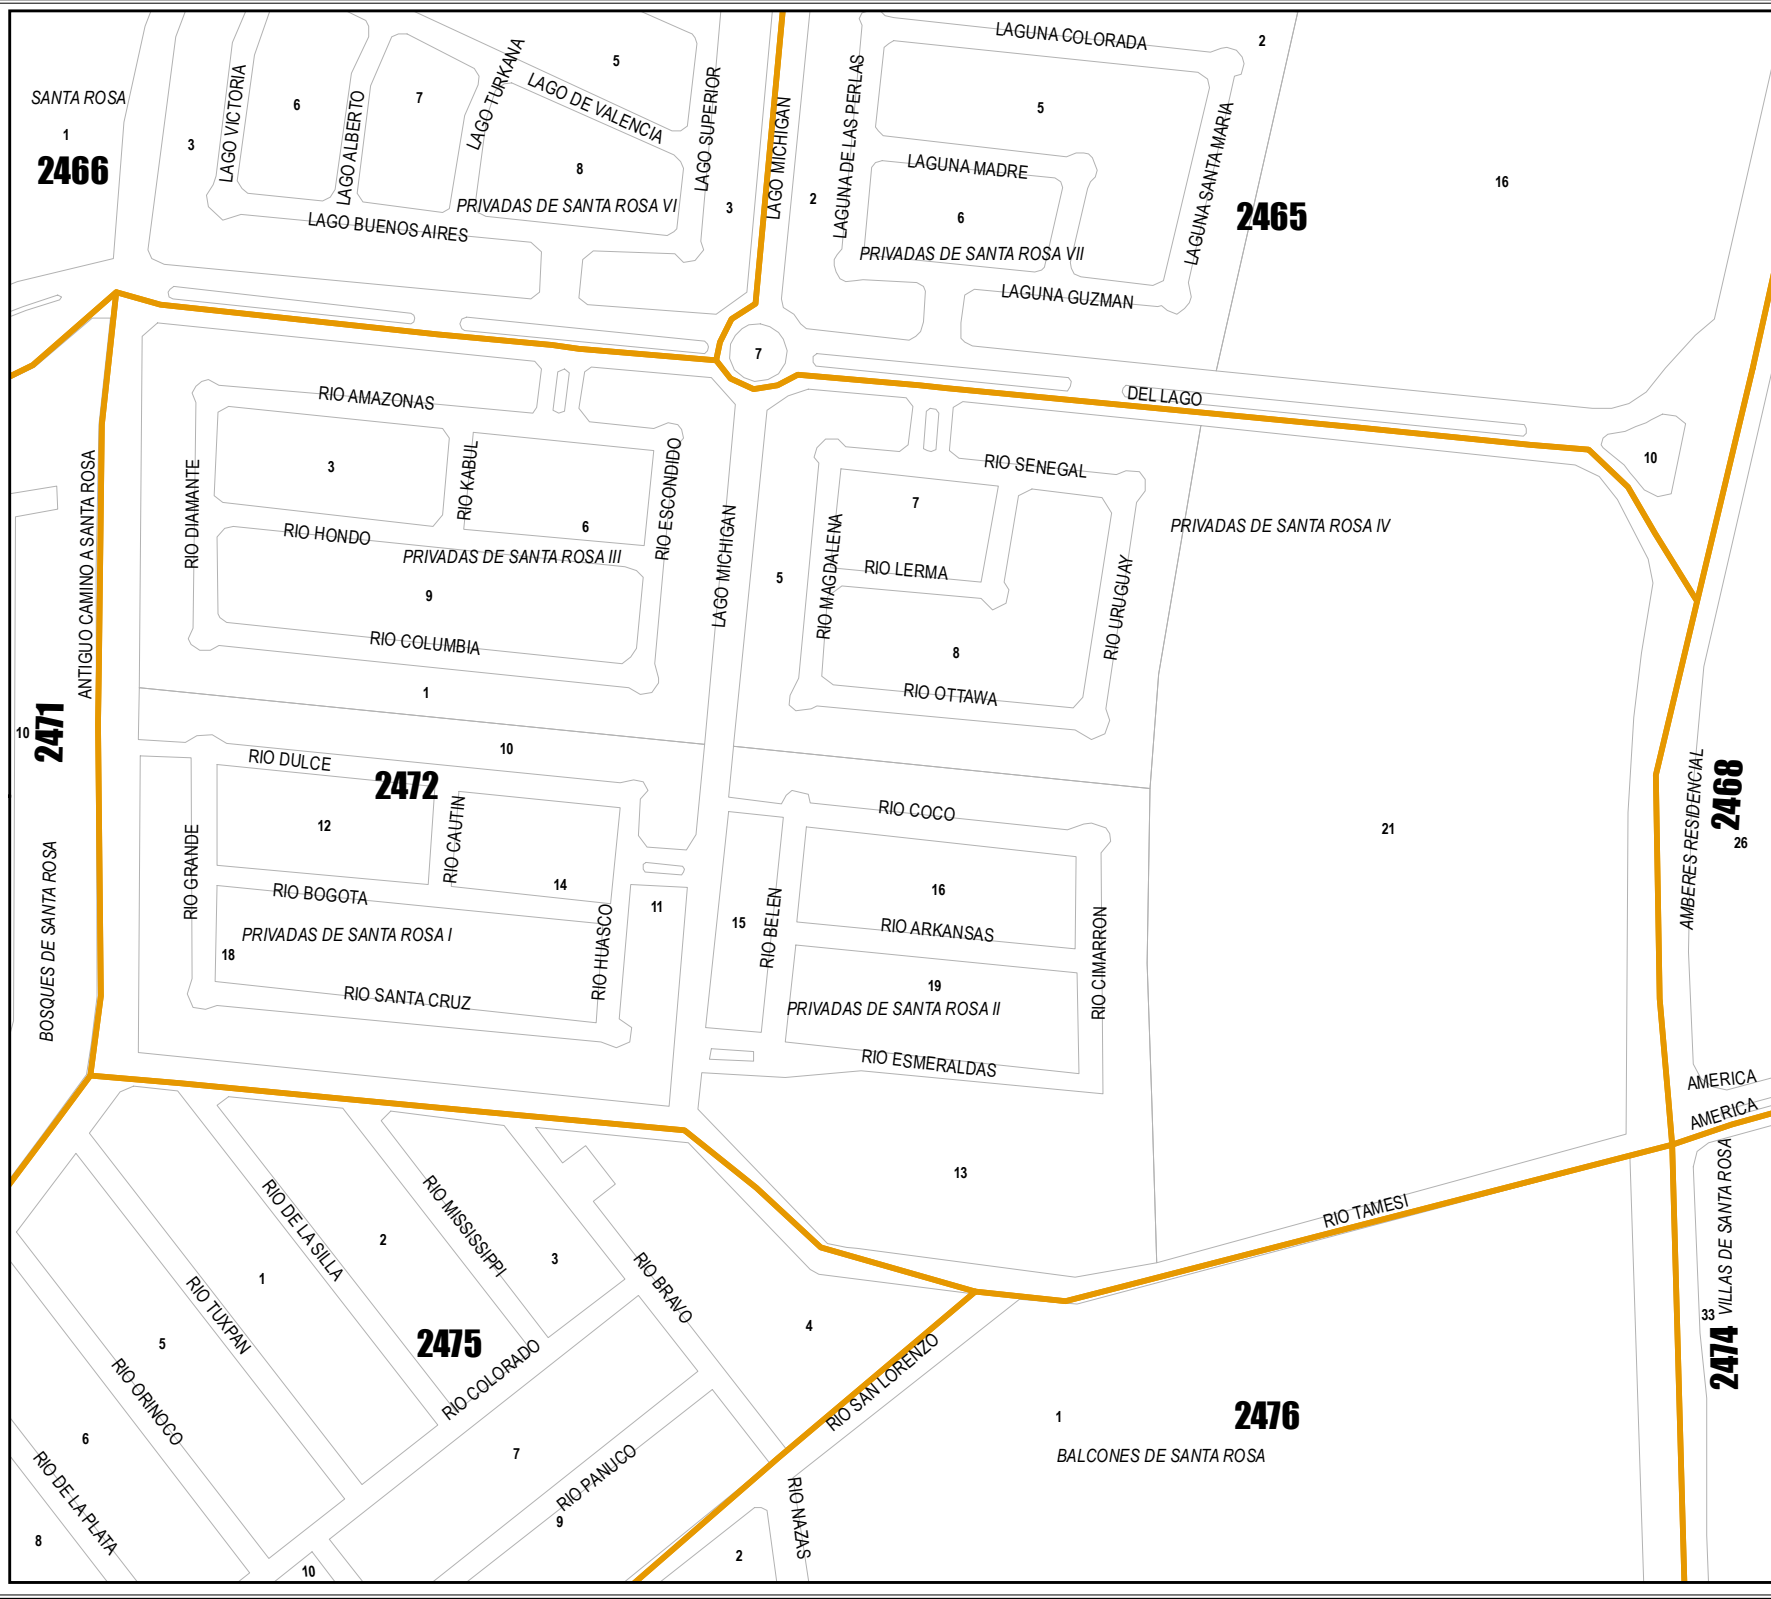 LAGUNA COLORADA
2
5
LAGO TURKANA
LAGO DE VALENCIA
LAGO VICTORIA
LAGO ALBERTO
LAGO SUPERIOR
LAGO MICHIGAN
LAGUNA DE LAS PERLAS
LAGUNA SANTA MARIA
SANTA ROSA
1
2466
3
6
7
8
5
LAGUNA MADRE
16
PRIVADAS DE SANTA ROSA VI
3
2
6
2465
LAGO BUENOS AIRES
PRIVADAS DE SANTA ROSA VII
LAGUNA GUZMAN
7
DEL LAGO
RIO AMAZONAS
RIO DIAMANTE
3
RIO KABUL
RIO ESCONDIDO
RIO SENEGAL
10
ANTIGUO CAMINO A SANTA ROSA
RIO HONDO
6
PRIVADAS DE SANTA ROSA III
LAGO MICHIGAN
7
PRIVADAS DE SANTA ROSA IV
RIO MAGDALENA
RIO LERMA
RIO URUGUAY
5
9
RIO COLUMBIA
8
1
RIO OTTAWA
10
2471
10
RIO DULCE
2472
RIO COCO
12
RIO CAUTIN
21
AMBERES RESIDENCIAL
2468
26
RIO GRANDE
RIO BOGOTA
14
11
RIO HUASCO
16
15
RIO BELEN
RIO ARKANSAS
RIO CIMARRON
BOSQUES DE SANTA ROSA
PRIVADAS DE SANTA ROSA I
18
RIO SANTA CRUZ
19
PRIVADAS DE SANTA ROSA II
RIO ESMERALDAS
AMERICA
AMERICA
13
RIO TAMESI
VILLAS DE SANTA ROSA
33
2474
RIO DE LA SILLA
RIO MISSISSIPPI
2
3
RIO BRAVO
1
RIO TUXPAN
4
5
2475
RIO COLORADO
RIO SAN LORENZO
RIO ORINOCO
1
2476
BALCONES DE SANTA ROSA
6
7
RIO DE LA PLATA
RIO PANUCO
9
RIO NAZAS
8
10
2